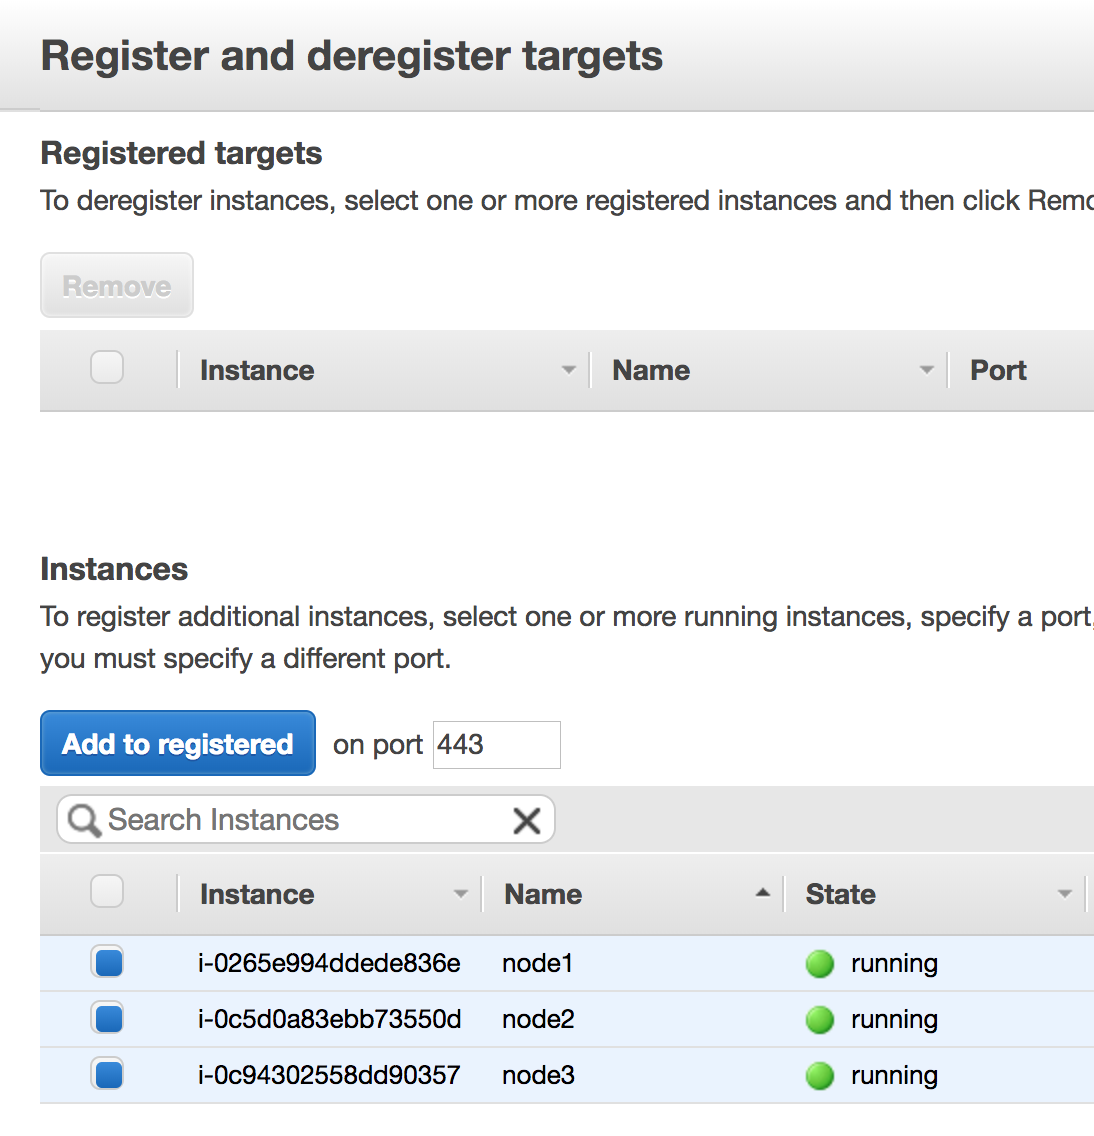 Register and deregister targets
Registered targets
To deregister instances, select one or more registered instances and then click Remo
Remove
Instance Name Port
Instances
To register additional instances, select one or more running instances, specify a port,
you must specify a different port.
Add to registered on port 443
Search Instances
Instance Name State
i-0265e994ddede836e node1 running
i-0c5d0a83ebb73550d node2 running
i-0c94302558dd90357 node3 running